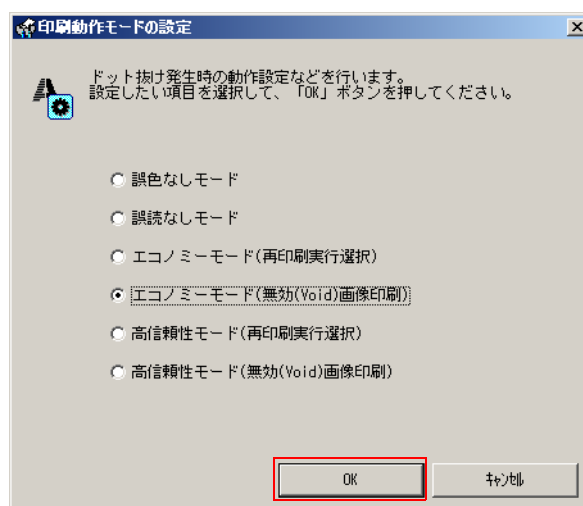 印刷動作モードの設定
ドット抜け発生時の動作設定などを行います。
設定したい項目を選択して、「OK」ボタンを押してください。
誤色なしモード
誤読なしモード
エコノミーモード(再印刷実行選択)
エコノミーモード(無効(Void)画像印刷)
高信頼性モード(再印刷実行選択)
高信頼性モード(無効(Void)画像印刷)
OK
ｷｬﾝｾﾙ